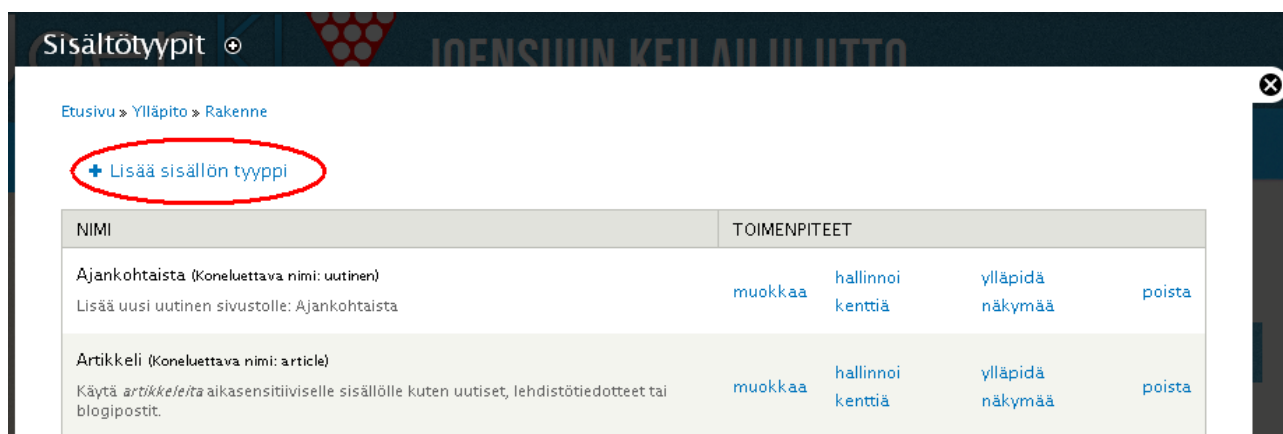 Sisältötyypit
JOENSUUN KEILAILULIITTO
Etusivu » Ylläpito » Rakenne
+ Lisää sisällön tyyppi
NIMI TOIMENPITEET
Ajankohtaista (Koneluettava nimi: uutinen)
Lisää uusi uutinen sivustolle: Ajankohtaista
muokkaa hallinnoi kenttiä ylläpidä näkymää poista
Artikkeli (Koneluettava nimi: article)
Käytä artikkeleita aikasensitiiviselle sisällölle kuten uutiset, lehdistötiedotteet tai
blogipostit.
muokkaa hallinnoi kenttiä ylläpidä näkymää poista